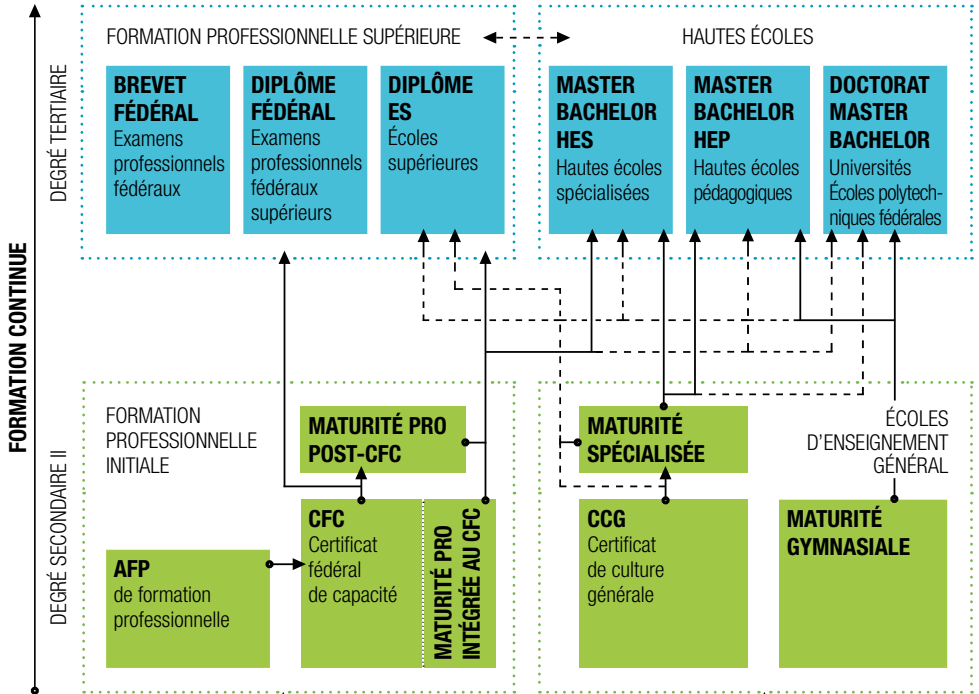 FORMATION CONTINUE
DEGRÉ TERTIAIRE
FORMATION PROFESSIONNELLE SUPÉRIEURE
HAUTES ÉCOLES
BREVET
FÉDÉRAL
Examens
professionnels
fédéraux
DIPLÔME
FÉDÉRAL
Examens
professionnels
fédéraux
supérieurs
DIPLÔME
ES
Écoles
supérieures
MASTER
BACHELOR
HES
Hautes écoles
spécialisées
MASTER
BACHELOR
HEP
Hautes écoles
pédagogiques
DOCTORAT
MASTER
BACHELOR
Universités
Écoles polytech-
niques fédérales
DEGRÉ SECONDAIRE II
FORMATION
PROFESSIONNELLE
INITIALE
MATURITÉ PRO
POST-CFC
MATURITÉ
SPÉCIALISÉE
ÉCOLES
D'ENSEIGNEMENT
GÉNÉRAL
AFP
de formation
professionnelle
CFC
Certificat
fédéral
de capacité
MATURITÉ PRO
INTÉGRÉE AU CFC
CCG
Certificat
de culture
générale
MATURITÉ
GYMNASIALE